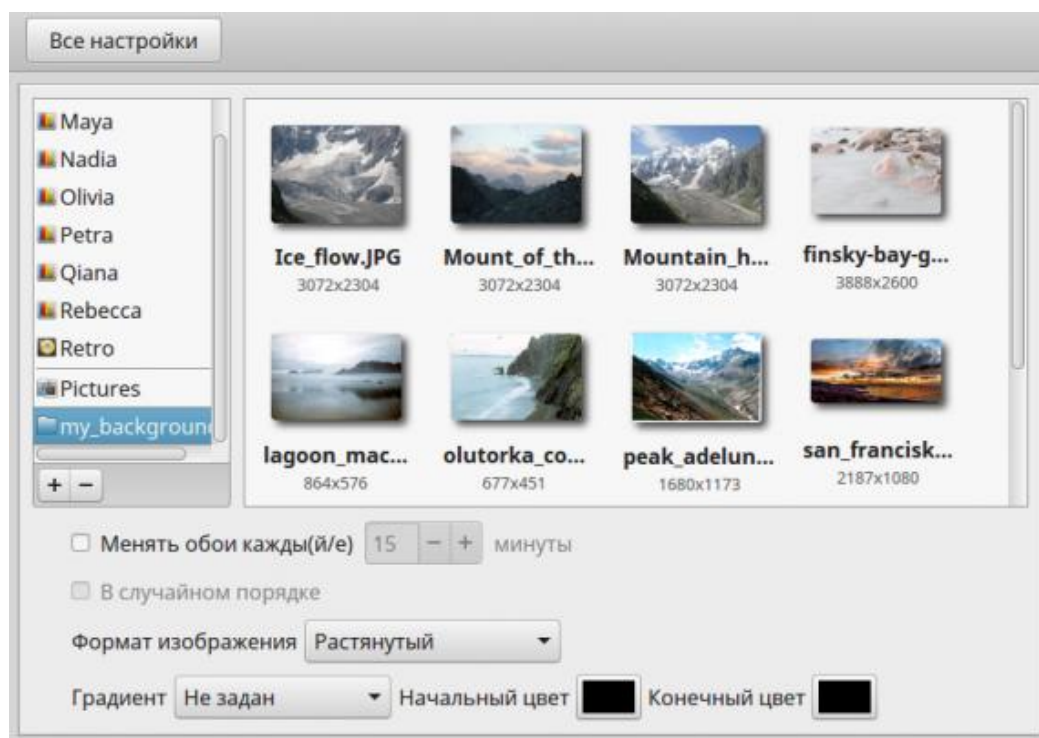 Все настройки
Maya
Nadia
Olivia
Petra
Qiana
Rebecca
Retro
Pictures
my_backgroun
+ −
Ice_flow.JPG Mount_of_th... Mountain_h... finsky-bay-g...
3072x2304 3072x2304 3072x2304 3888x2600
lagoon_mac... olutorka_co... peak_adelun... san_francisk...
864x576 677x451 1680x1173 2187x1080
Менять обои кажды(й/е) 15 − + минуты
В случайном порядке
Формат изображения Растянутый
Градиент Не задан Начальный цвет Конечный цвет